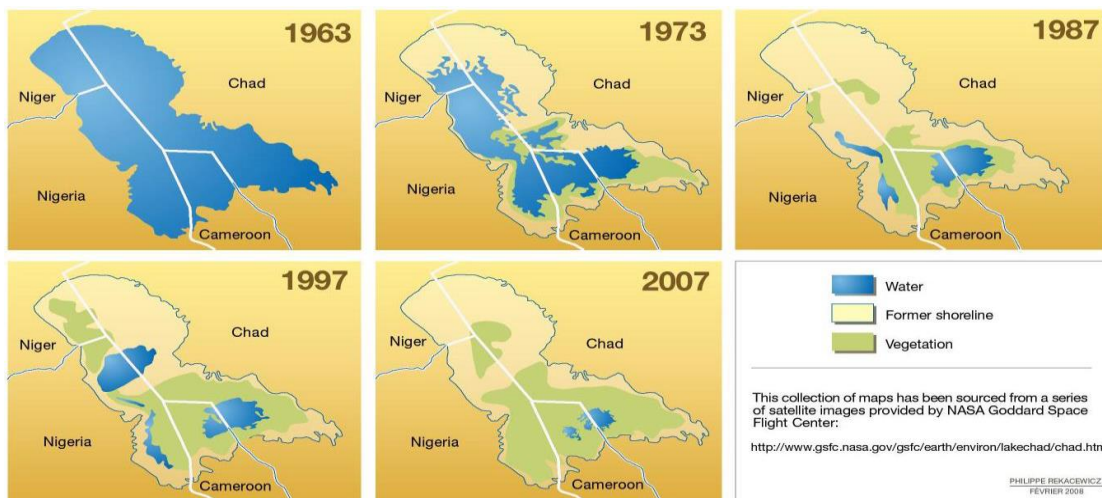 1963
Chad
Niger
Nigeria
Cameroon
1973
Chad
Niger
Nigeria
Cameroon
1987
Chad
Niger
Nigeria
Cameroon
1997
Chad
Niger
Nigeria
Cameroon
2007
Chad
Niger
Nigeria
Cameroon
Water
Former shoreline
Vegetation
This collection of maps has been sourced from a series
of satellite images provided by NASA Goddard Space
Flight Center:
http://www.gsfc.nasa.gov/gsfc/earth/environ/lakechad/chad.htm
PHILIPPE REKACEWICZ
FÉVRIER 2008